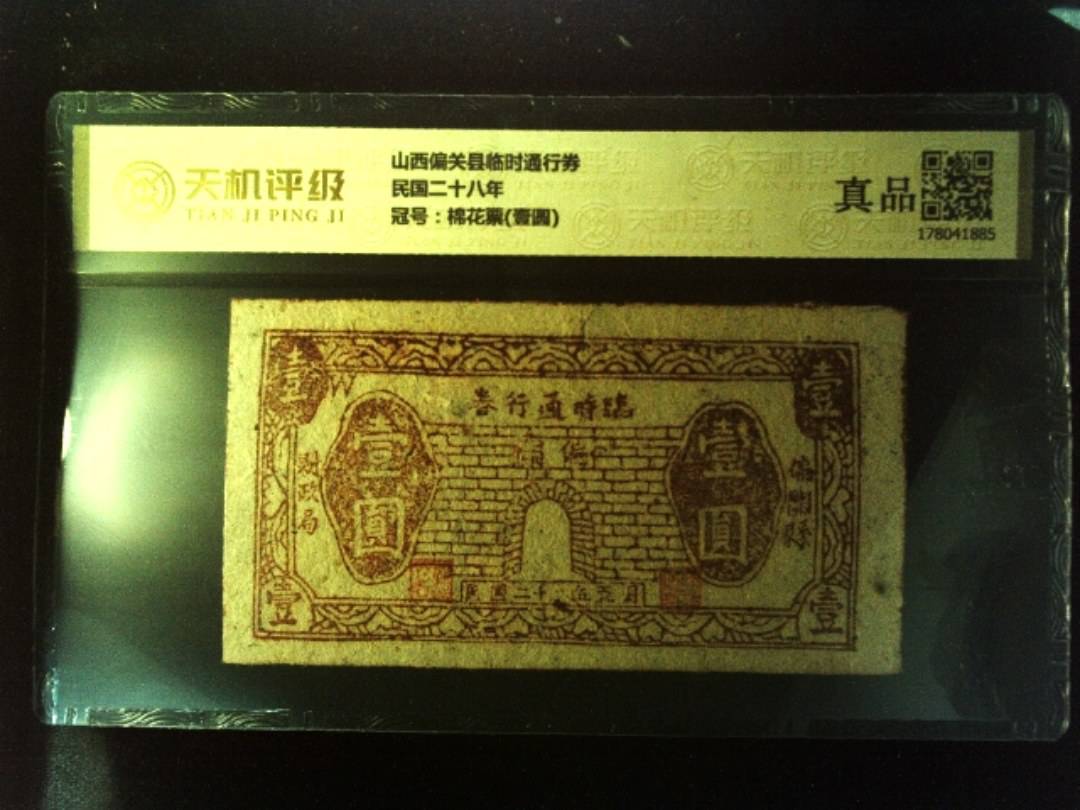 天机评级
TIAN JI PING JI
山西偏关县临时通行券
民国二十八年
冠号：棉花票(壹圆)
真品
178041885
壹
壹
W
券行通時臨
壹圓
壹圓
壹
壹